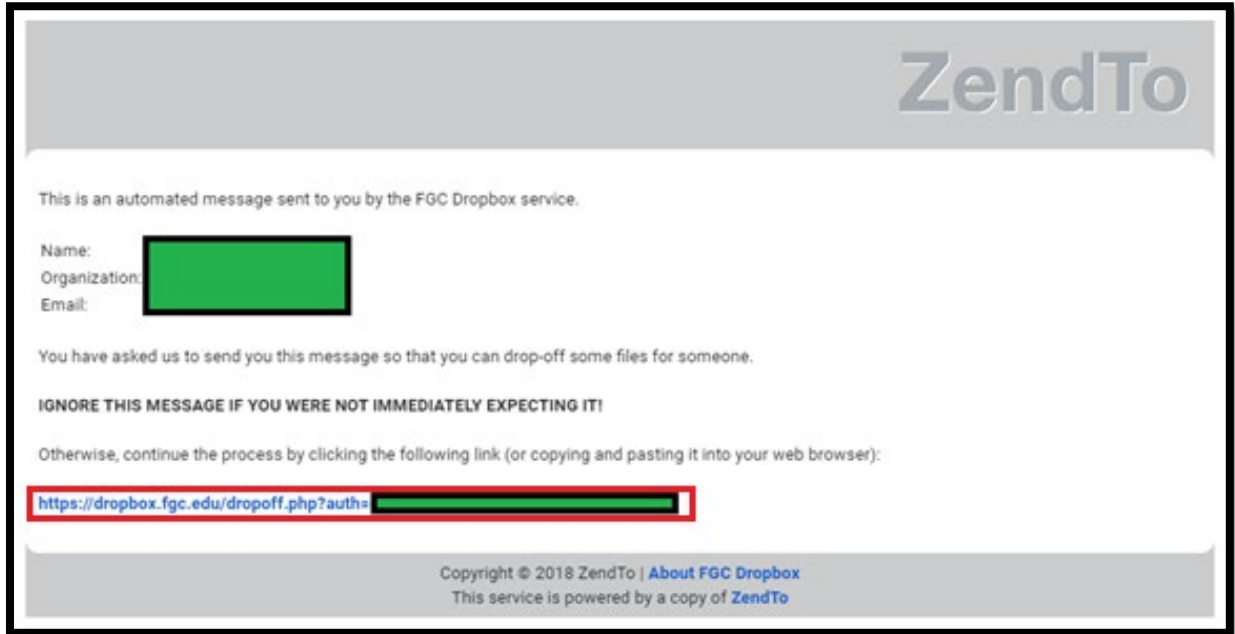 ZendTo
This is an automated message sent to you by the FGC Dropbox service.
Name:
Organization:
Email:
You have asked us to send you this message so that you can drop-off some files for someone.
IGNORE THIS MESSAGE IF YOU WERE NOT IMMEDIATELY EXPECTING IT!
Otherwise, continue the process by clicking the following link (or copying and pasting it into your web browser):
https://dropbox.fgc.edu/dropoff.php?auth=
Copyright © 2018 ZendTo | About FGC Dropbox
This service is powered by a copy of ZendTo